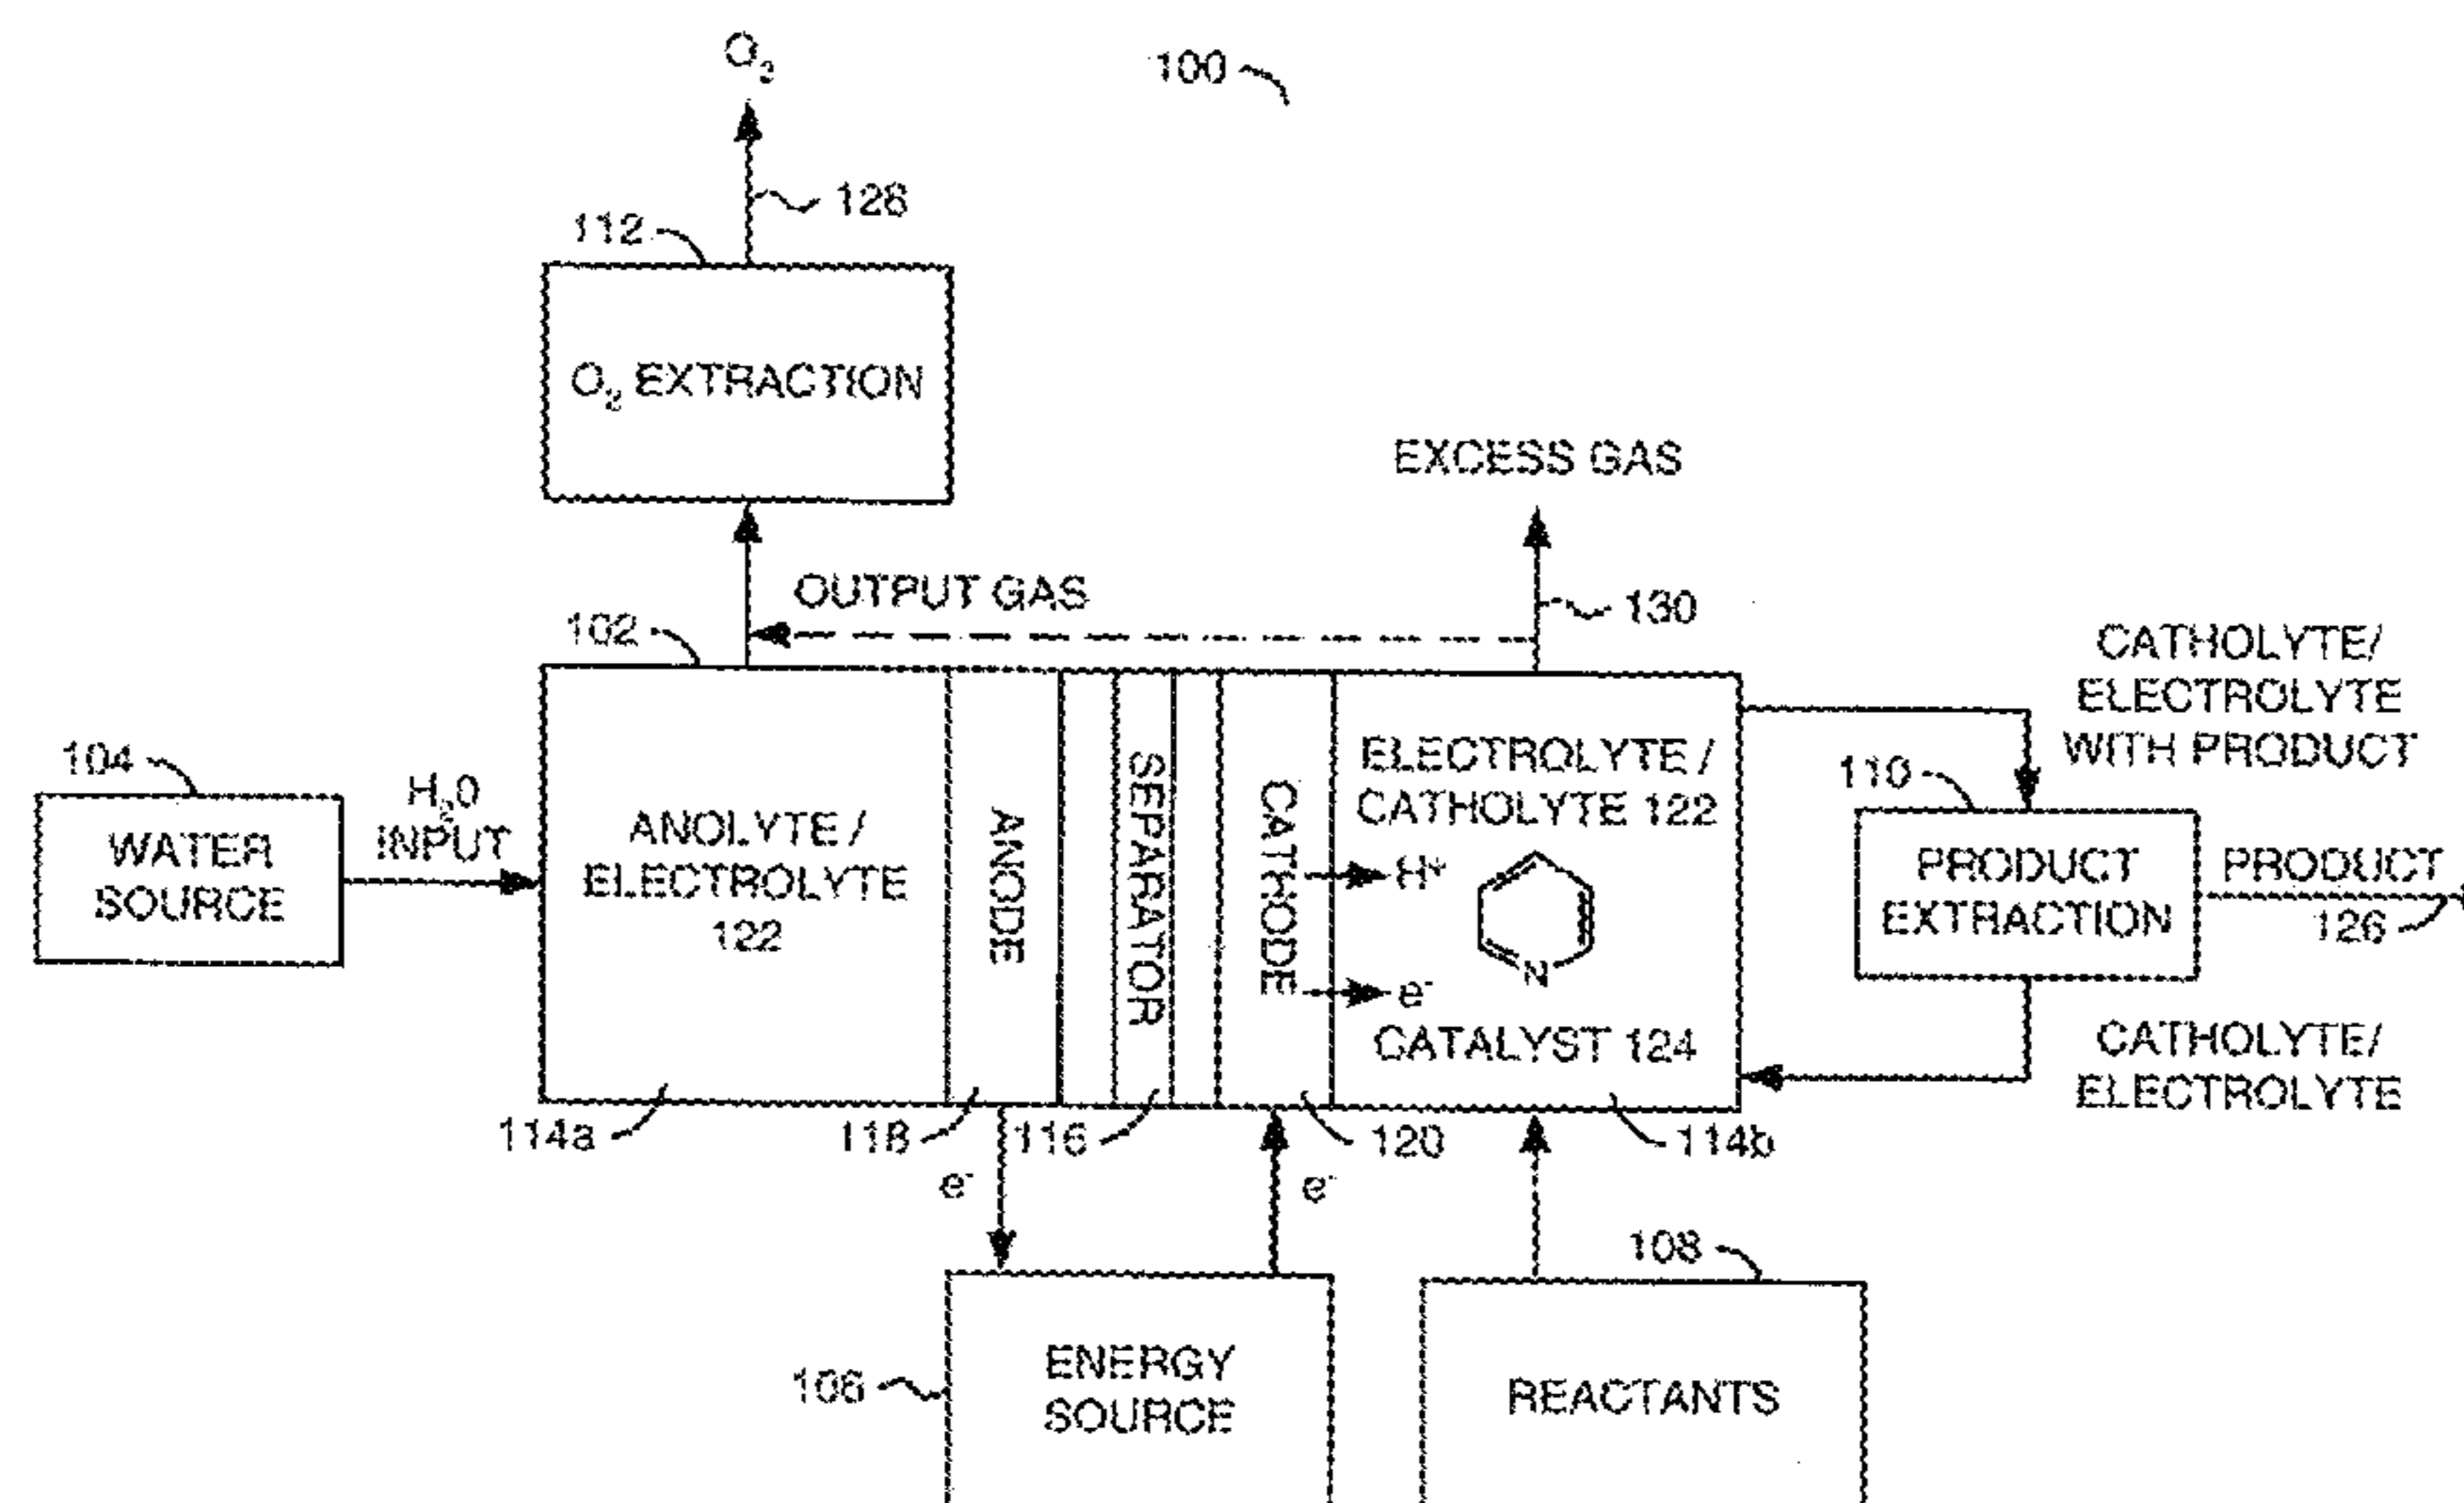 O₂
100
128
112
O₂ EXTRACTION
EXCESS GAS
OUTPUT GAS
130
102
CATHOLYTE/
ELECTROLYTE
WITH PRODUCT
104
H₂0
INPUT
WATER
SOURCE
ANOLYTE /
ELECTROLYTE
122
ANODE
SEPARATOR
CATHODE
ELECTROLYTE /
CATHOLYTE 122
H*
N
e⁻
CATALYST 124
110
PRODUCT
EXTRACTION
PRODUCT
126
CATHOLYTE/
ELECTROLYTE
114a
118
116
120
114b
e⁻
e⁻
108
106
ENERGY
SOURCE
REACTANTS